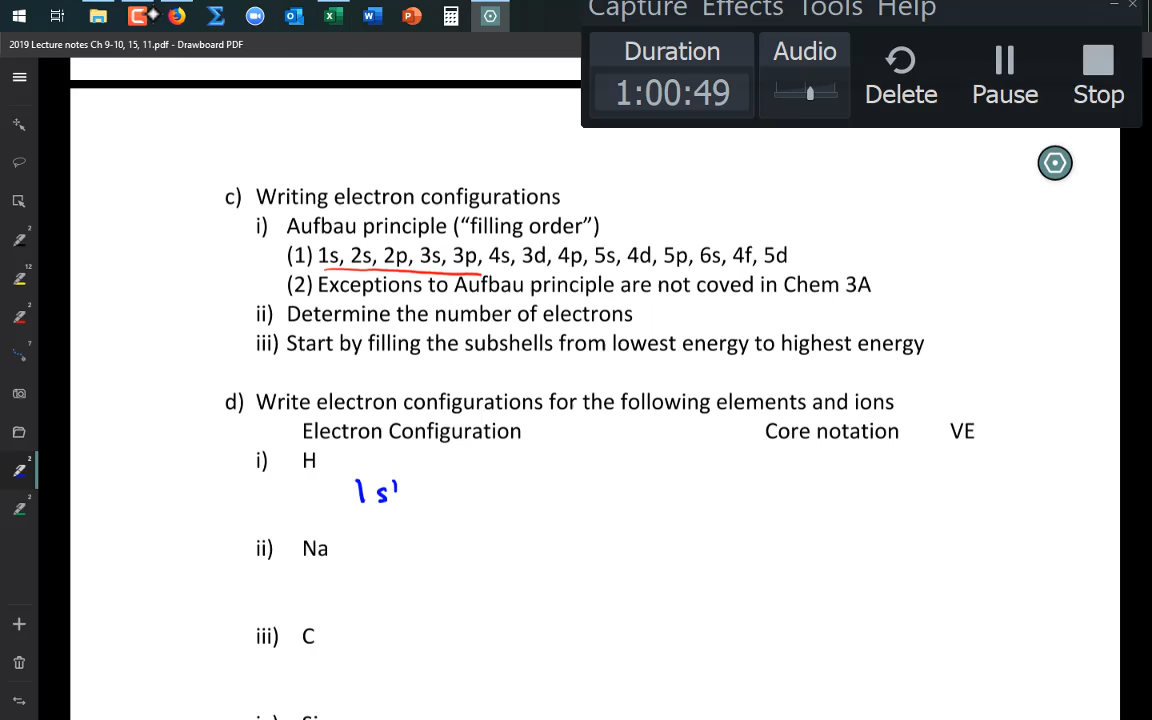 Capture Effects Tools Help
2019 Lecture notes Ch 9-10, 15, 11.pdf - Drawboard PDF
Duration Audio
1:00:49 Delete Pause Stop
c) Writing electron configurations
i) Aufbau principle (“filling order”)
(1) 1s, 2s, 2p, 3s, 3p, 4s, 3d, 4p, 5s, 4d, 5p, 6s, 4f, 5d
(2) Exceptions to Aufbau principle are not coved in Chem 3A
ii) Determine the number of electrons
iii) Start by filling the subshells from lowest energy to highest energy
d) Write electron configurations for the following elements and ions
Electron Configuration Core notation VE
i) H
1s¹
ii) Na
iii) C